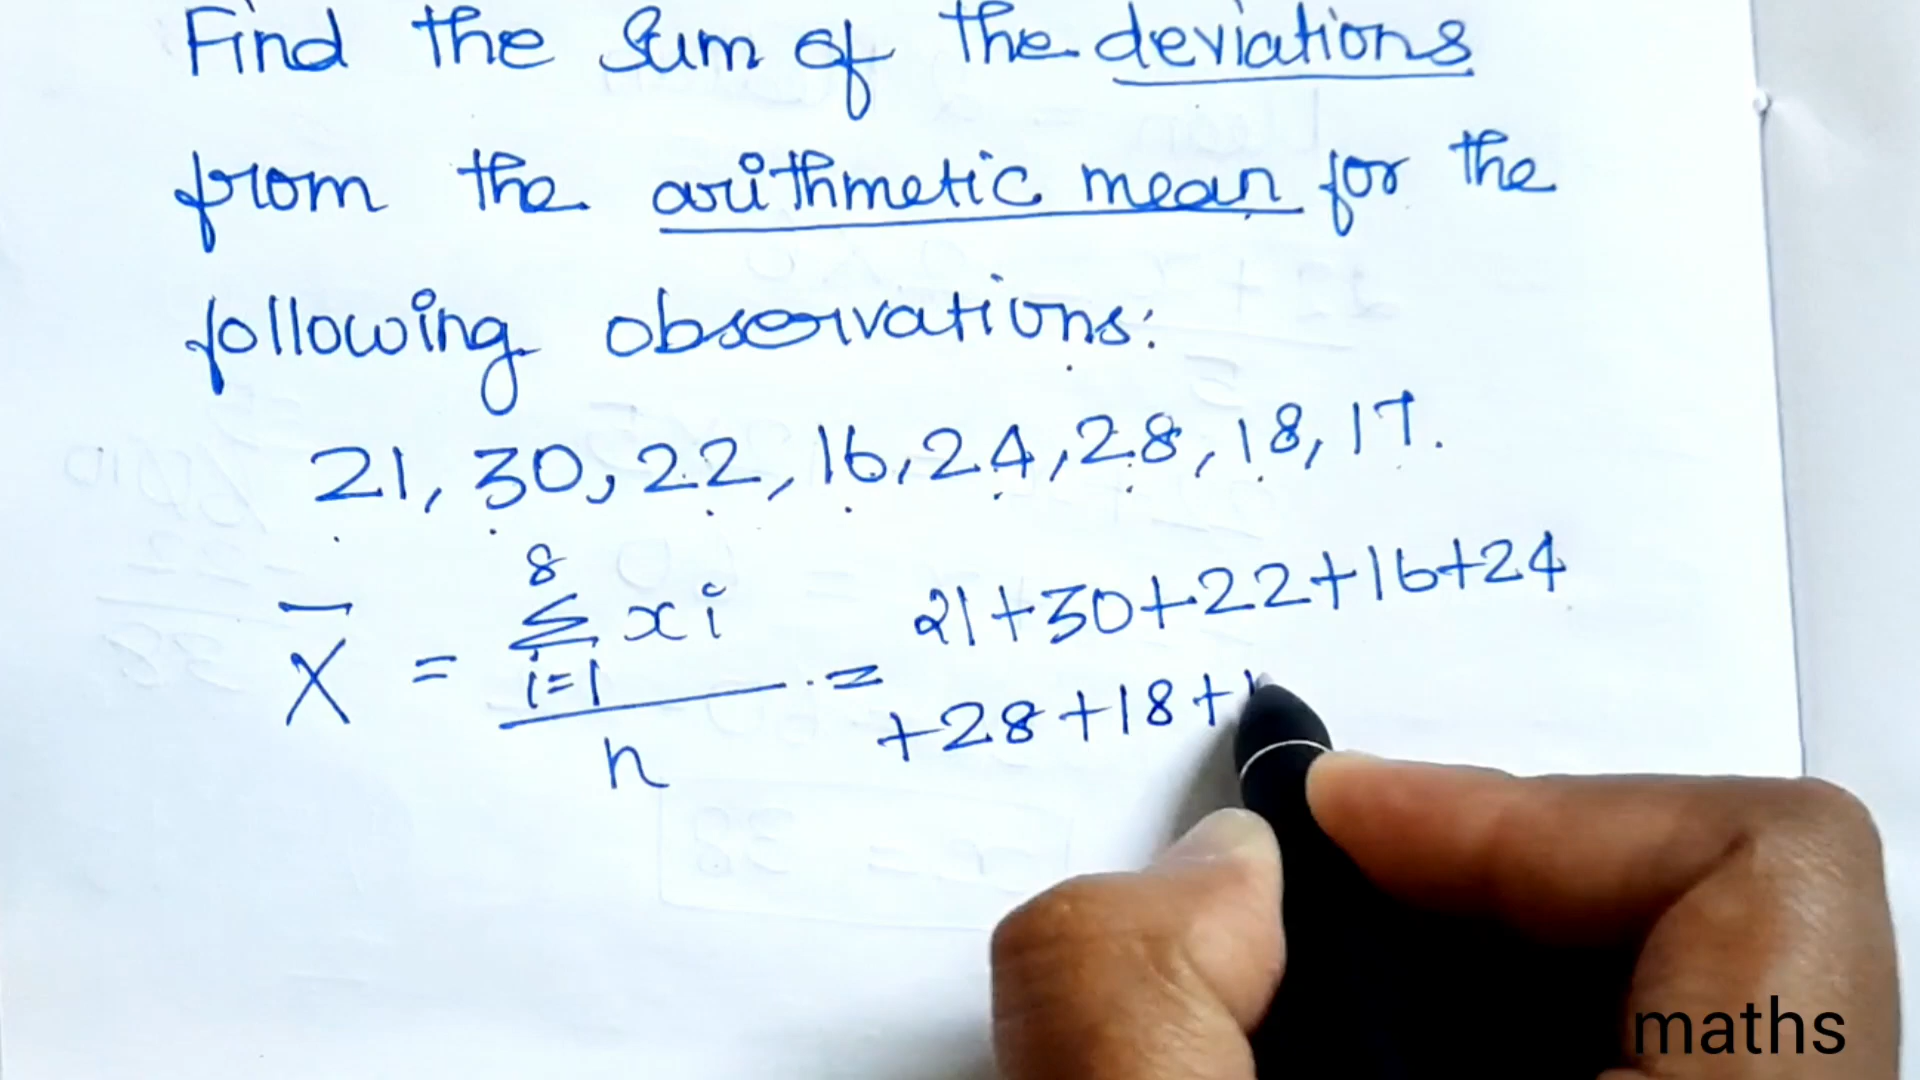 Find the Sum of the deviations
from the arithmetic mean for the
following observations:
21, 30, 22, 16, 24, 28, 18, 17.
X̄ = 8 Σ i=1 xi / n = 21+30+22+16+24
+28+18+1
maths